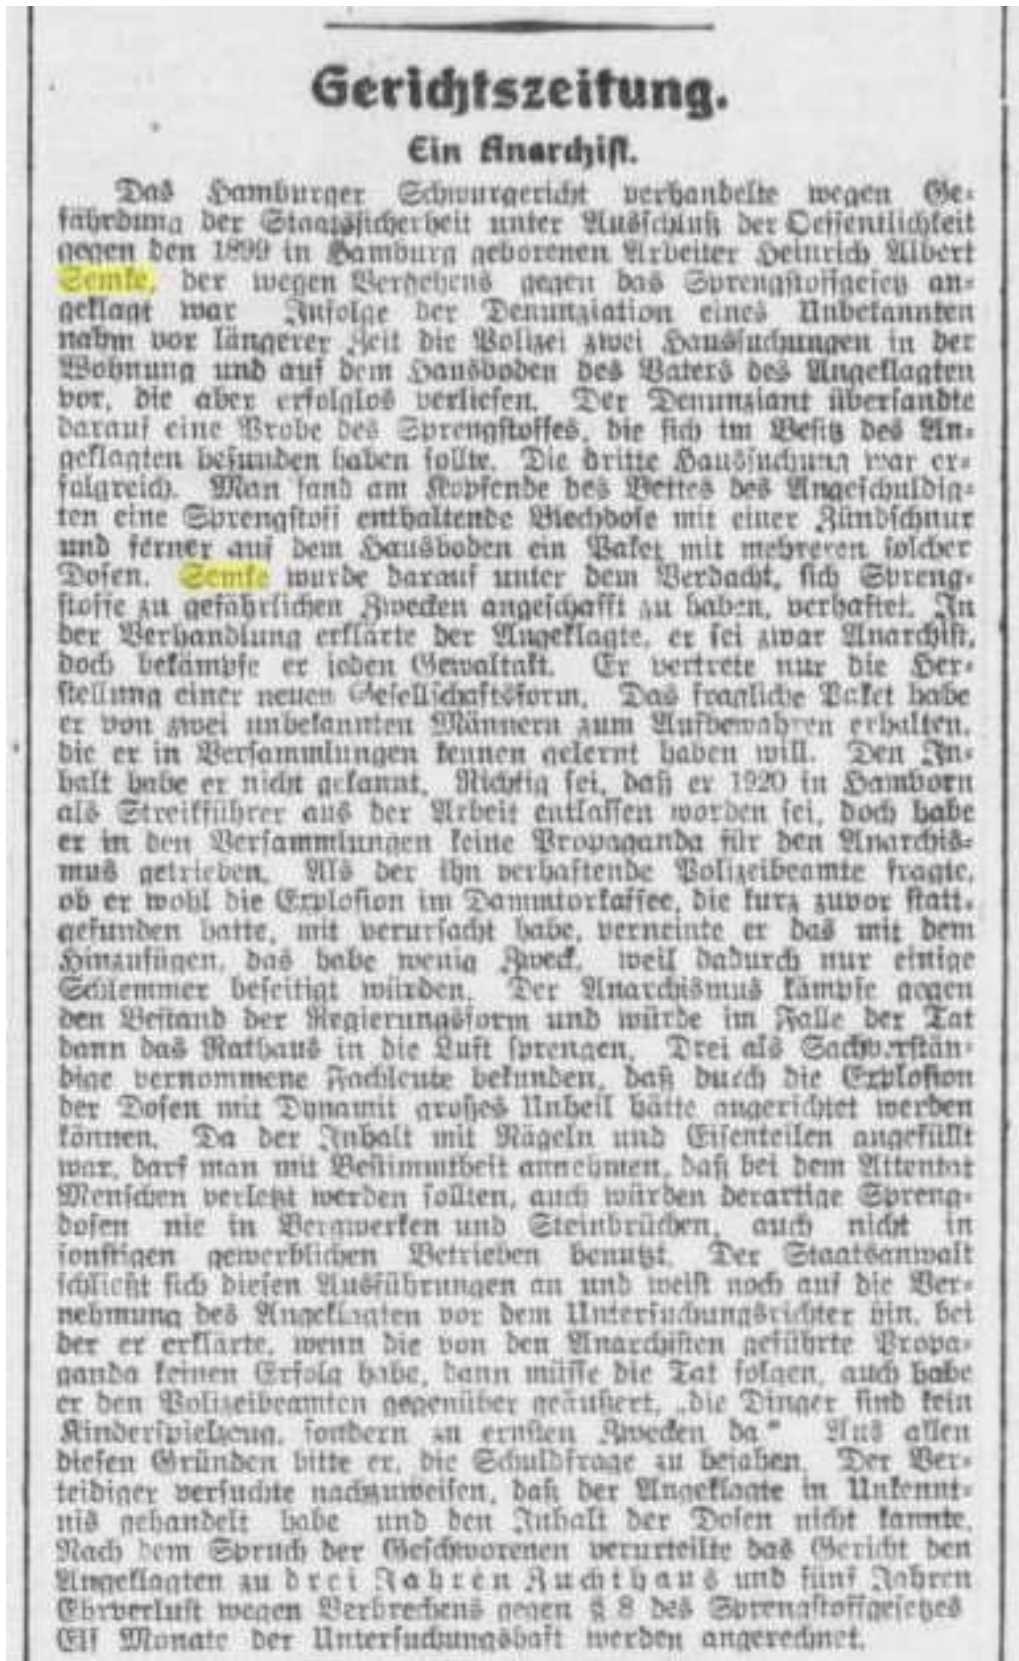 Gerichtszeitung.
Ein Anarchist.
Das Hamburger Schwurgericht verhandelte wegen Ge-
fährdung der Staatssicherheit unter Ausschluß der Oeffentlichkeit
gegen den 1899 in Hamburg geborenen Arbeiter Heinrich Albert
Semke, der wegen Vergehens gegen das Sprengstoffgesetz an-
geklagt war Infolge der Denunziation eines Unbekannten
nahm vor längerer Zeit die Polizei zwei Haussuchungen in der
Wohnung und auf dem Hausboden des Vaters des Angeklagten
vor, die aber erfolglos verliefen. Der Denunziant übersandte
darauf eine Probe des Sprengstoffes, die sich im Besitz des An-
geklagten befunden haben sollte. Die dritte Haussuchung war er-
folgreich. Man fand am Kopfende des Bettes des Angeschuldig-
ten eine Sprengstoff enthaltende Blechdose mit einer Zündschnur
und ferner auf dem Hausboden ein Paket mit mehreren solcher
Dosen. Semke wurde darauf unter dem Verdacht, sich Spreng-
stoffe zu gefährlichen Zwecken angeschafft zu haben, verhaftet. In
der Verhandlung erklärte der Angeklagte, er sei zwar Anarchist,
doch bekämpfe er jeden Gewaltakt. Er vertrete nur die Her-
stellung einer neuen Gesellschaftsform. Das fragliche Paket habe
er von zwei unbekannten Männern zum Aufbewahren erhalten,
die er in Versammlungen kennen gelernt haben will. Den In-
halt habe er nicht gekannt. Richtig sei, daß er 1920 in Hamborn
als Streikführer aus der Arbeit entlassen worden sei, doch habe
er in den Versammlungen keine Propaganda für den Anarchis-
mus getrieben. Als der ihn verhaftende Polizeibeamte fragte,
ob er wohl die Explosion im Dammtorkaffee, die kurz zuvor statt-
gefunden hatte, mit verursacht habe, verneinte er das mit dem
Hinzufügen, das habe wenig Zweck, weil dadurch nur einige
Schlemmer beseitigt würden. Der Anarchismus kämpfe gegen
den Bestand der Regierungsform und würde im Falle der Tat
dann das Rathaus in die Luft sprengen. Drei als Sachverstän-
dige vernommene Fachleute bekunden, daß durch die Explosion
der Dosen mit Dynamit großes Unheil hätte angerichtet werden
können. Da der Inhalt mit Nägeln und Eisenteilen angefüllt
war, darf man mit Bestimmtheit annehmen, daß bei dem Attentat
Menschen verletzt werden sollten, auch würden derartige Spreng-
dosen nie in Bergwerken und Steinbrüchen, auch nicht in
sonstigen gewerblichen Betrieben benutzt. Der Staatsanwalt
schließt sich diesen Ausführungen an und weist noch auf die Ver-
nehmung des Angeklagten vor dem Untersuchungsrichter hin, bei
der er erklärte, wenn die von den Anarchisten geführte Propa-
ganda keinen Erfolg habe, dann müsse die Tat folgen, auch habe
er den Polizeibeamten gegenüber geäußert, „die Dinger sind kein
Kinderspielzeug, sondern zu ernsten Zwecken da“ Aus allen
diesen Gründen bitte er, die Schuldfrage zu bejahen. Der Ver-
teidiger versuchte nachzuweisen, daß der Angeklagte in Unkennt-
nis gehandelt habe und den Inhalt der Dosen nicht kannte.
Nach dem Spruch der Geschworenen verurteilte das Gericht den
Angeklagten zu drei Jahren Zuchthaus und fünf Jahren
Ehrverlust wegen Verbrechens gegen § 8 des Sprengstoffgesetzes
Elf Monate der Untersuchungshaft werden angerechnet.